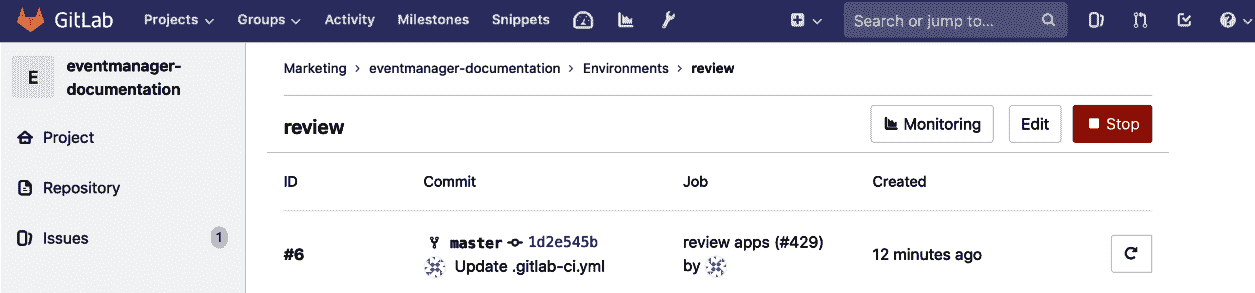 GitLab Projects Groups Activity Milestones Snippets Search or jump to...
E eventmanager-
documentation
Project
Repository
Issues 1
Marketing > eventmanager-documentation > Environments > review
review Monitoring Edit Stop
ID Commit Job Created
#6 master 1d2e545b review apps (#429) 12 minutes ago
Update .gitlab-ci.yml by